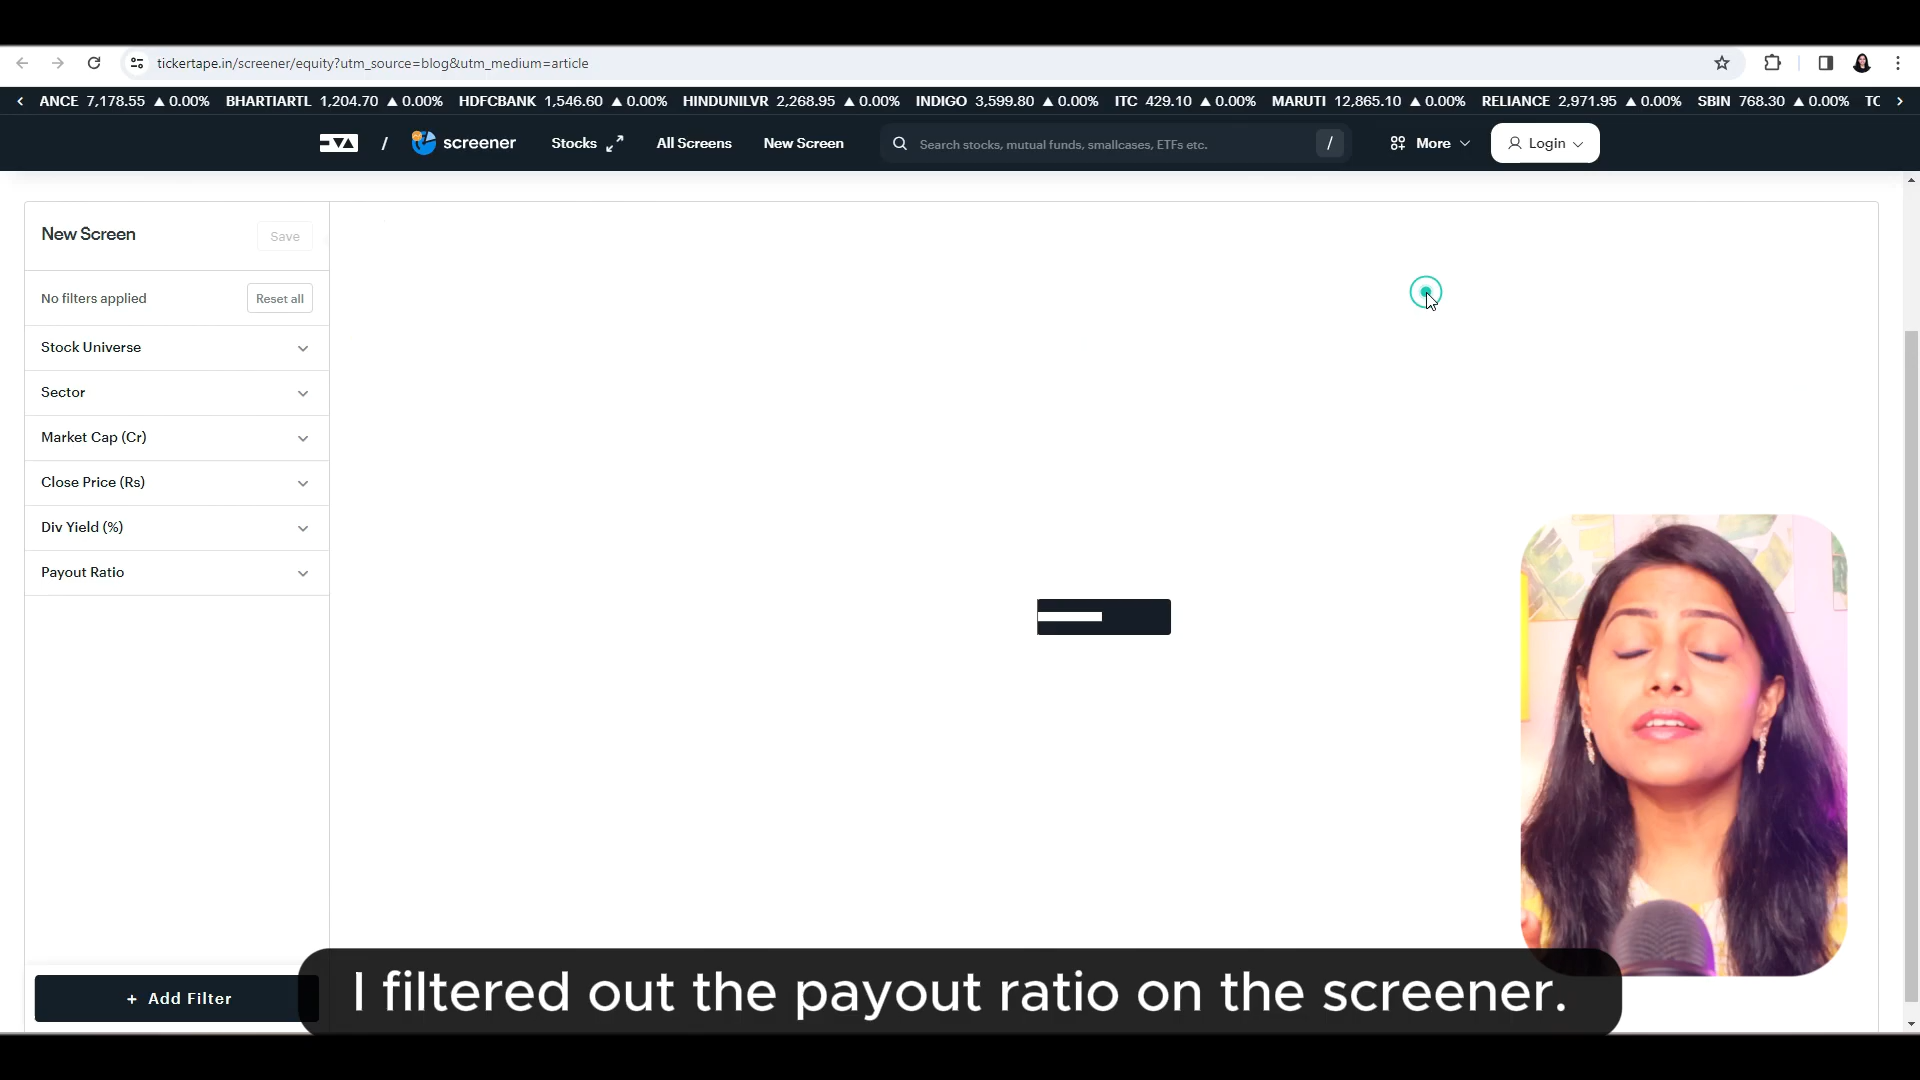 tickertape.in/screener/equity?utm_source=blog&utm_medium=article
ANCE 7,178.55 ▲ 0.00% BHARTIARTL 1,204.70 ▲ 0.00% HDFCBANK 1,546.60 ▲ 0.00% HINDUNILVR 2,268.95 ▲ 0.00% INDIGO 3,599.80 ▲ 0.00% ITC 429.10 ▲ 0.00% MARUTI 12,865.10 ▲ 0.00% RELIANCE 2,971.95 ▲ 0.00% SBIN 768.30 ▲ 0.00% TC
/ screener Stocks All Screens New Screen Search stocks, mutual funds, smallcases, ETFs etc. / More Login
New Screen Save
No filters applied Reset all
Stock Universe
Sector
Market Cap (Cr)
Close Price (Rs)
Div Yield (%)
Payout Ratio
+ Add Filter
I filtered out the payout ratio on the screener.